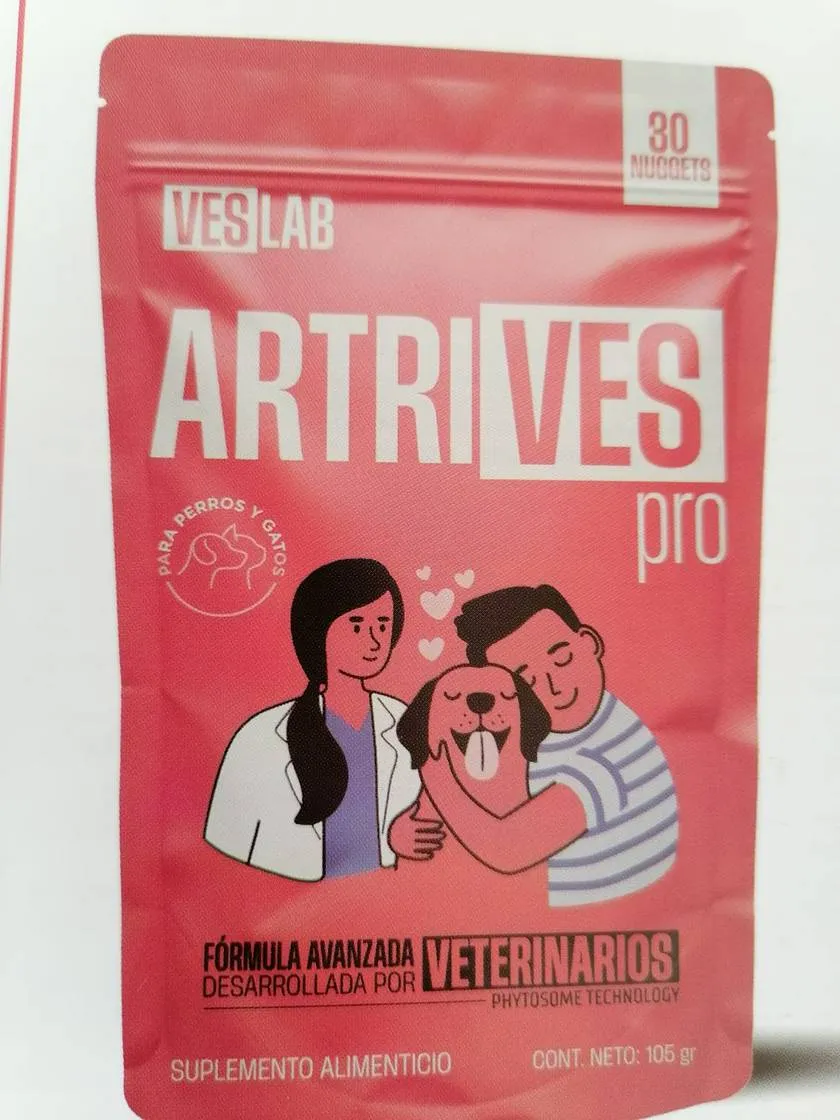 30
NUGGETS
VESLAB
ARTRIVES
pro
PARA PERROS Y GATOS
FÓRMULA AVANZADA
DESARROLLADA POR VETERINARIOS
PHYTOSOME TECHNOLOGY
SUPLEMENTO ALIMENTICIO
CONT. NETO: 105 gr